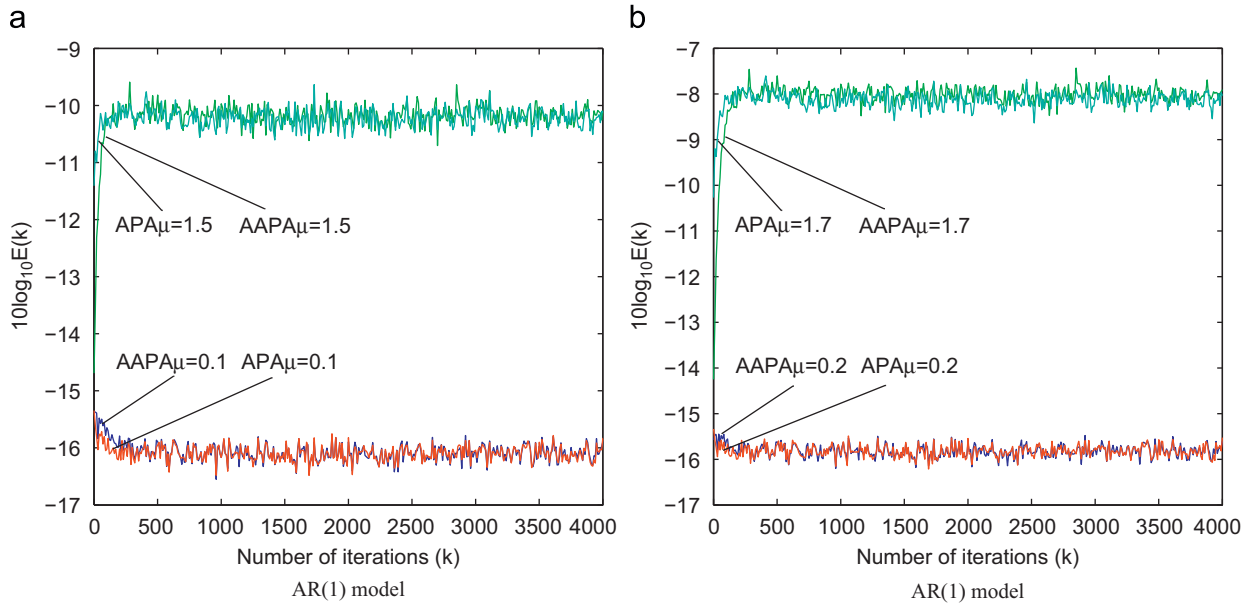 a
−9
−10
−11
−12
−13
−14
−15
−16
−17
10log₁₀E(k)
APAμ=1.5 AAPAμ=1.5
AAPAμ=0.1 APAμ=0.1
0 500 1000 1500 2000 2500 3000 3500 4000
Number of iterations (k)
AR(1) model
b
−7
−8
−9
−10
−11
−12
−13
−14
−15
−16
−17
10log₁₀E(k)
APAμ=1.7 AAPAμ=1.7
AAPAμ=0.2 APAμ=0.2
0 500 1000 1500 2000 2500 3000 3500 4000
Number of iterations (k)
AR(1) model